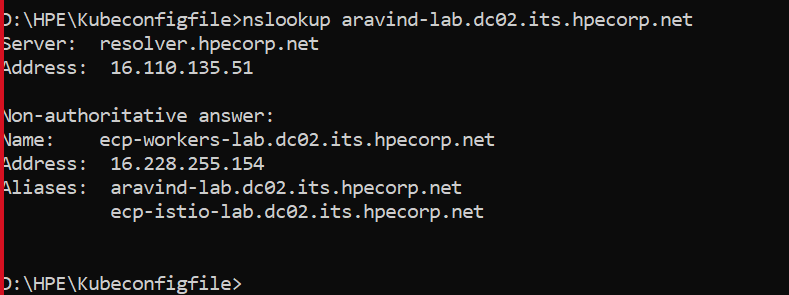 D:\HPE\Kubeconfigfile>nslookup aravind-lab.dc02.its.hpecorp.net
Server:  resolver.hpecorp.net
Address:  16.110.135.51
Non-authoritative answer:
Name:    ecp-workers-lab.dc02.its.hpecorp.net
Address:  16.228.255.154
Aliases:  aravind-lab.dc02.its.hpecorp.net
ecp-istio-lab.dc02.its.hpecorp.net
D:\HPE\Kubeconfigfile>